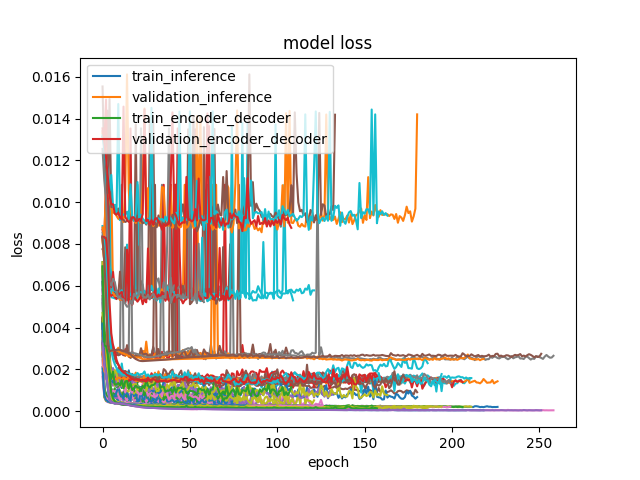 model loss
train_inference
validation_inference
train_encoder_decoder
validation_encoder_decoder
loss
0.016
0.014
0.012
0.010
0.008
0.006
0.004
0.002
0.000
0 50 100 150 200 250
epoch